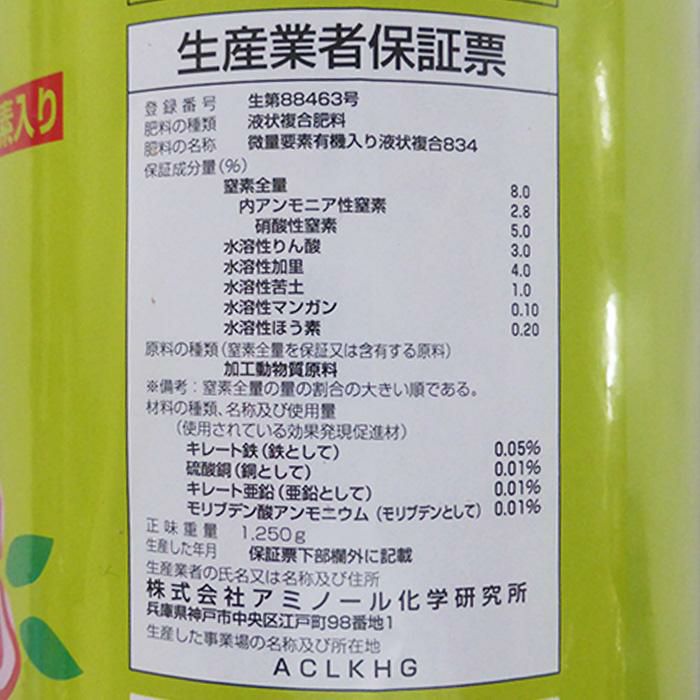 素入り
生産業者保証票
登録番号 生第88463号
肥料の種類 液状複合肥料
肥料の名称 微量要素有機入り液状複合834
保証成分量(%)
窒素全量 8.0
内アンモニア性窒素 2.8
硝酸性窒素 5.0
水溶性りん酸 3.0
水溶性加里 4.0
水溶性苦土 1.0
水溶性マンガン 0.10
水溶性ほう素 0.20
原料の種類(窒素全量を保証又は含有する原料)
加工動物質原料
※備考:窒素全量の量の割合の大きい順である。
材料の種類、名称及び使用量
(使用されている効果発現促進材)
キレート鉄(鉄として) 0.05%
硫酸銅(銅として) 0.01%
キレート亜鉛(亜鉛として) 0.01%
モリブデン酸アンモニウム(モリブデンとして) 0.01%
正味重量 1,250g
生産した年月 保証票下部欄外に記載
生産業者の氏名又は名称及び住所
株式会社アミノール化学研究所
兵庫県神戸市中央区江戸町98番地1
生産した事業場の名称及び所在地
ACLKHG